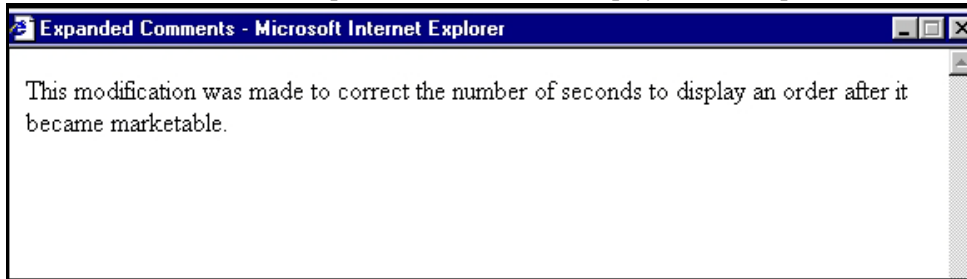 Expanded Comments - Microsoft Internet Explorer
This modification was made to correct the number of seconds to display an order after it
became marketable.